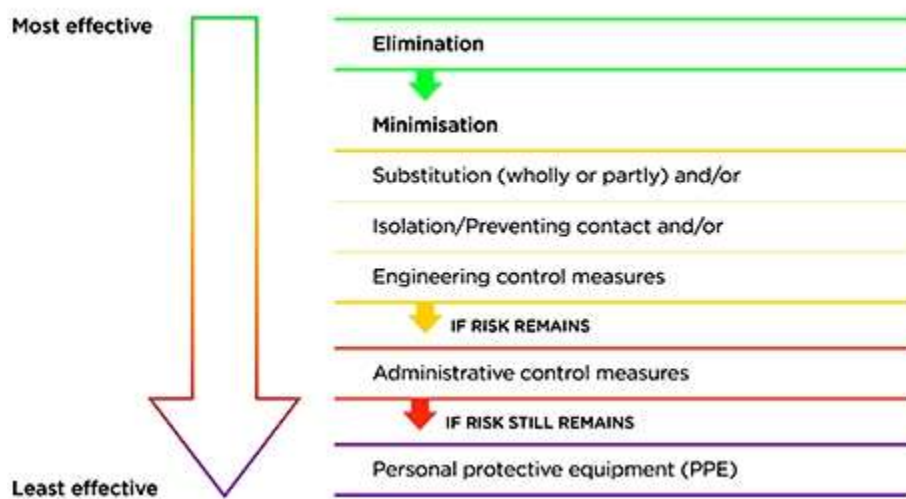 Most effective
Elimination
Minimisation
Substitution (wholly or partly) and/or
Isolation/Preventing contact and/or
Engineering control measures
IF RISK REMAINS
Administrative control measures
IF RISK STILL REMAINS
Personal protective equipment (PPE)
Least effective